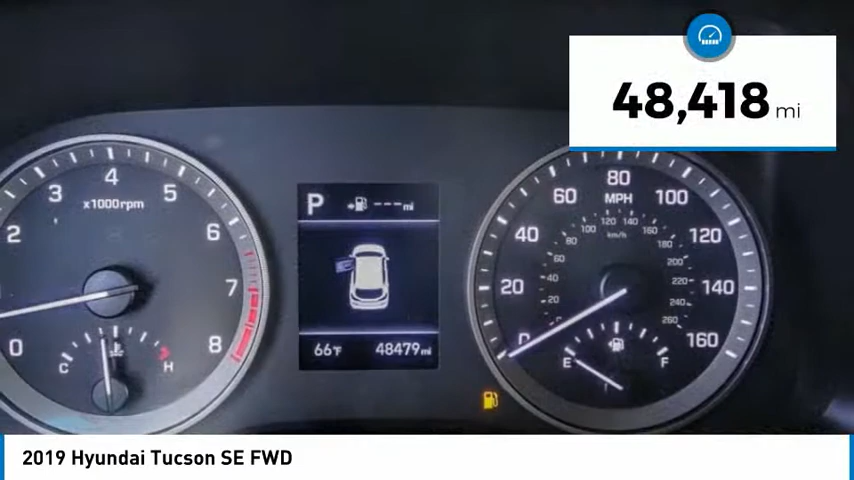 48,418 mi
4
3
5
x1000rpm
2
6
7
0
8
C
H
P
---mi
66°F
48479mi
80
60
100
MPH
120
140
100
160
40
80
km/h
180
120
60
200
20
40
220
140
20
240
260
160
E
F
2019 Hyundai Tucson SE FWD